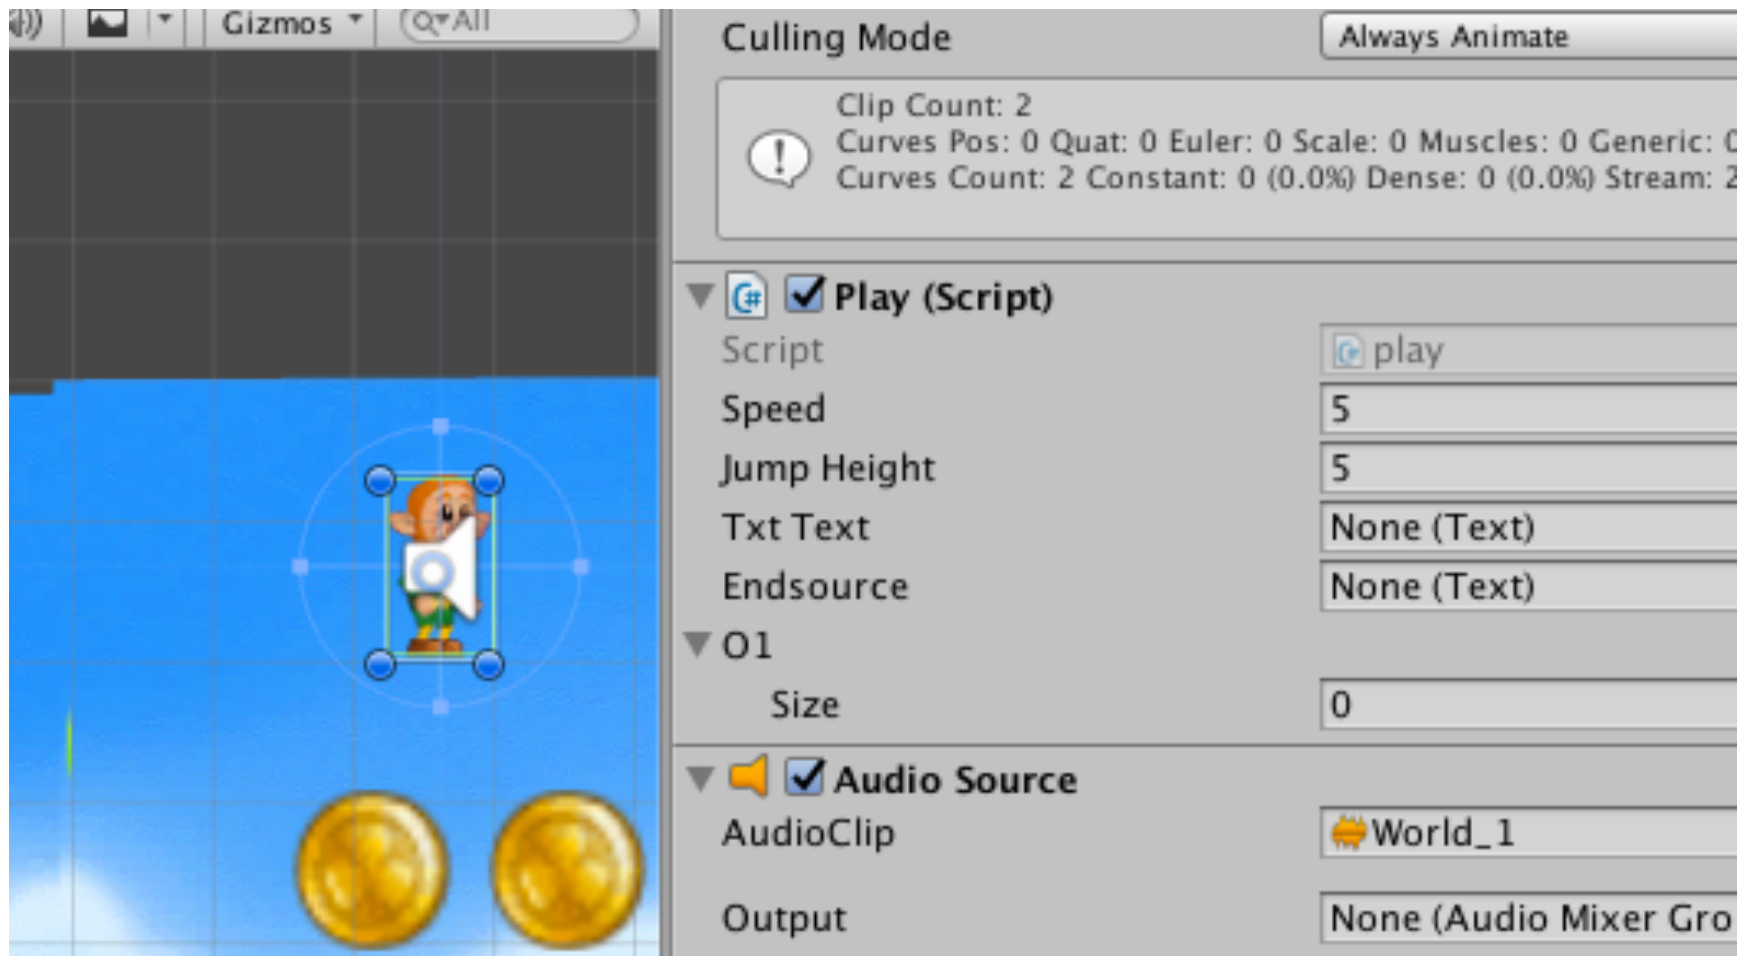 Gizmos
All
Culling Mode
Always Animate
Clip Count: 2
Curves Pos: 0 Quat: 0 Euler: 0 Scale: 0 Muscles: 0 Generic: 0
Curves Count: 2 Constant: 0 (0.0%) Dense: 0 (0.0%) Stream: 2
Play (Script)
Script
play
Speed
5
Jump Height
5
Txt Text
None (Text)
Endsource
None (Text)
O1
Size
0
Audio Source
AudioClip
World_1
Output
None (Audio Mixer Gro